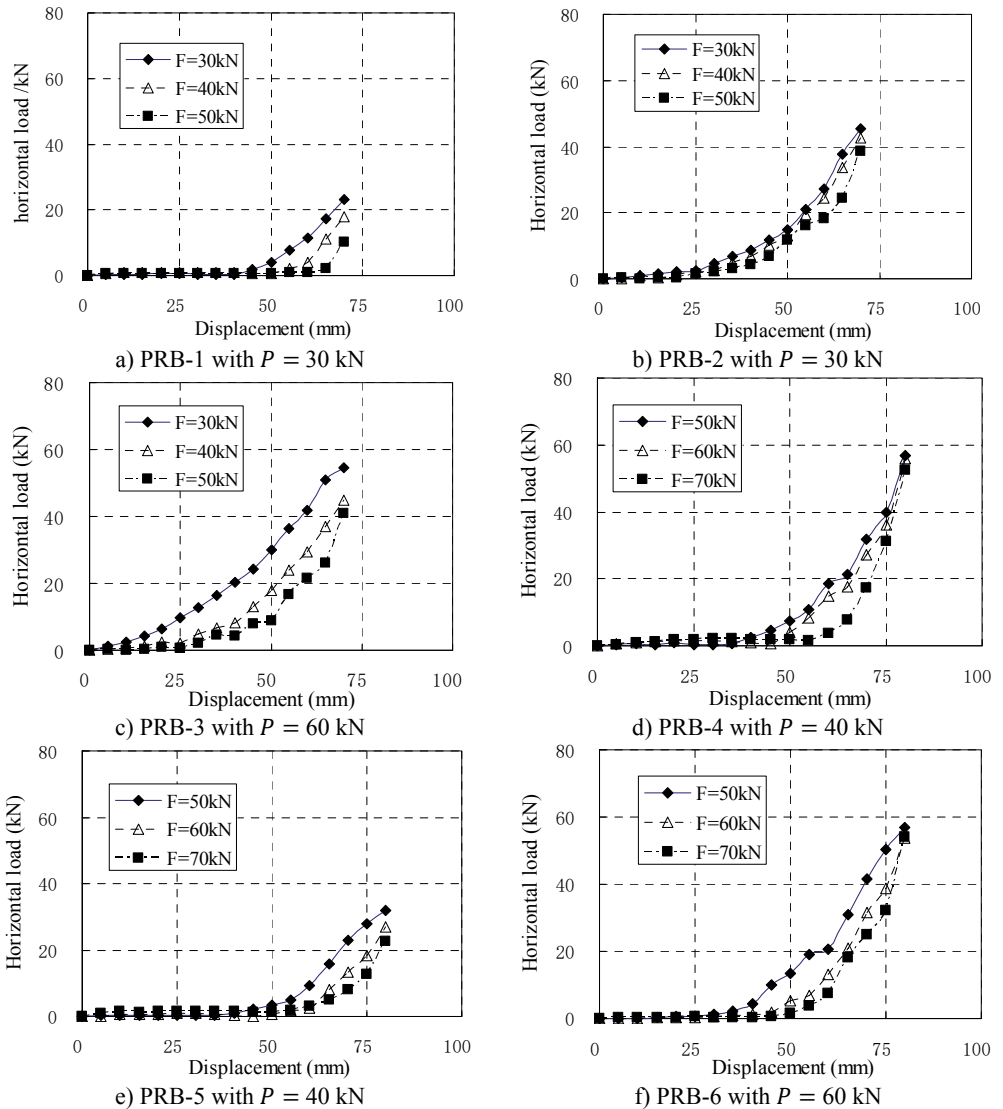 80
60
40
20
0
horizontal load /kN
F=30kN
F=40kN
F=50kN
0 25 50 75 100
Displacement (mm)
a) PRB-1 with P = 30 kN
80
60
40
20
0
Horizontal load (kN)
F=30kN
F=40kN
F=50kN
0 25 50 75 100
Displacement (mm)
b) PRB-2 with P = 30 kN
80
60
40
20
0
Horizontal load (kN)
F=30kN
F=40kN
F=50kN
0 25 50 75 100
Displacement (mm)
c) PRB-3 with P = 60 kN
80
60
40
20
0
Horizontal load (kN)
F=50kN
F=60kN
F=70kN
0 25 50 75 100
Displacement (mm)
d) PRB-4 with P = 40 kN
80
60
40
20
0
Horizontal load (kN)
F=50kN
F=60kN
F=70kN
0 25 50 75 100
Displacement (mm)
e) PRB-5 with P = 40 kN
80
60
40
20
0
Horizontal load (kN)
F=50kN
F=60kN
F=70kN
0 25 50 75 100
Displacement (mm)
f) PRB-6 with P = 60 kN